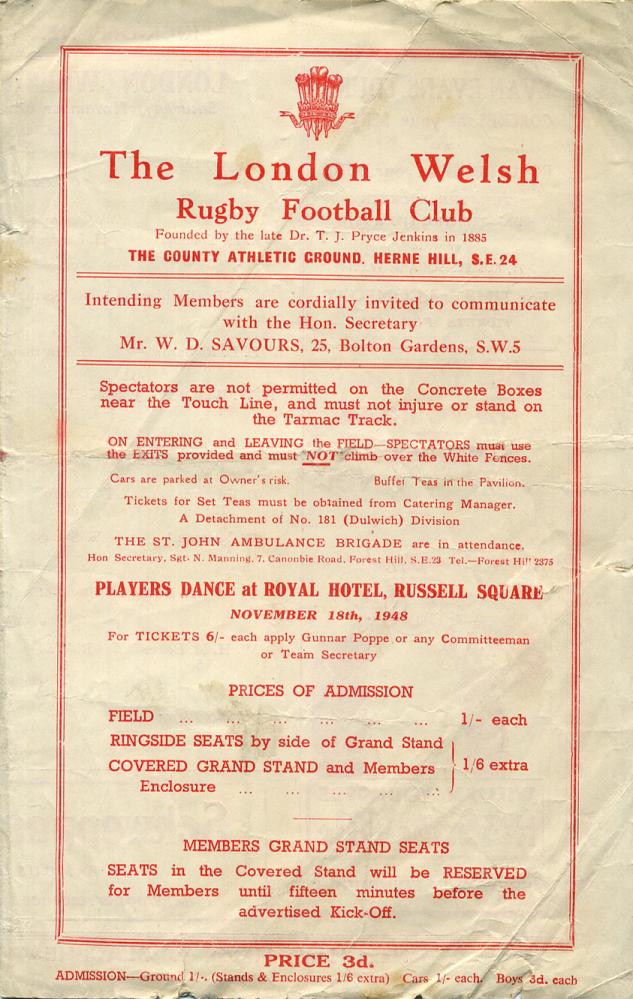 The London Welsh
Rugby Football Club
Founded by the late Dr. T. J. Pryce Jenkins in 1885
THE COUNTY ATHLETIC GROUND. HERNE HILL, S.E.24
Intending Members are cordially invited to communicate
with the Hon. Secretary
Mr. W. D. SAVOURS, 25, Bolton Gardens, S.W.5
Spectators are not permitted on the Concrete Boxes
near the Touch Line, and must not injure or stand on
the Tarmac Track.
ON ENTERING and LEAVING the FIELD—SPECTATORS must use
the EXITS provided and must "NOT" climb over the White Fences.
Cars are parked at Owner's risk. Buffet Teas in the Pavilion.
Tickets for Set Teas must be obtained from Catering Manager.
A Detachment of No. 181 (Dulwich) Division
THE ST. JOHN AMBULANCE BRIGADE are in attendance.
Hon Secretary, Sgt. N. Manning, 7, Canonbie Road, Forest Hill, S.E.23 Tel.—Forest Hill 2375
PLAYERS DANCE at ROYAL HOTEL, RUSSELL SQUARE
NOVEMBER 18th, 1948
For TICKETS 6/- each apply Gunnar Poppe or any Committeeman
or Team Secretary
PRICES OF ADMISSION
FIELD ... ... ... ... ... ... 1/- each
RINGSIDE SEATS by side of Grand Stand
COVERED GRAND STAND and Members 1/6 extra
Enclosure ... ... ... ... ...
MEMBERS GRAND STAND SEATS
SEATS in the Covered Stand will be RESERVED
for Members until fifteen minutes before the
advertised Kick-Off.
PRICE 3d.
ADMISSION—Ground 1/-. (Stands & Enclosures 1/6 extra) Cars 1/- each. Boys 3d. each